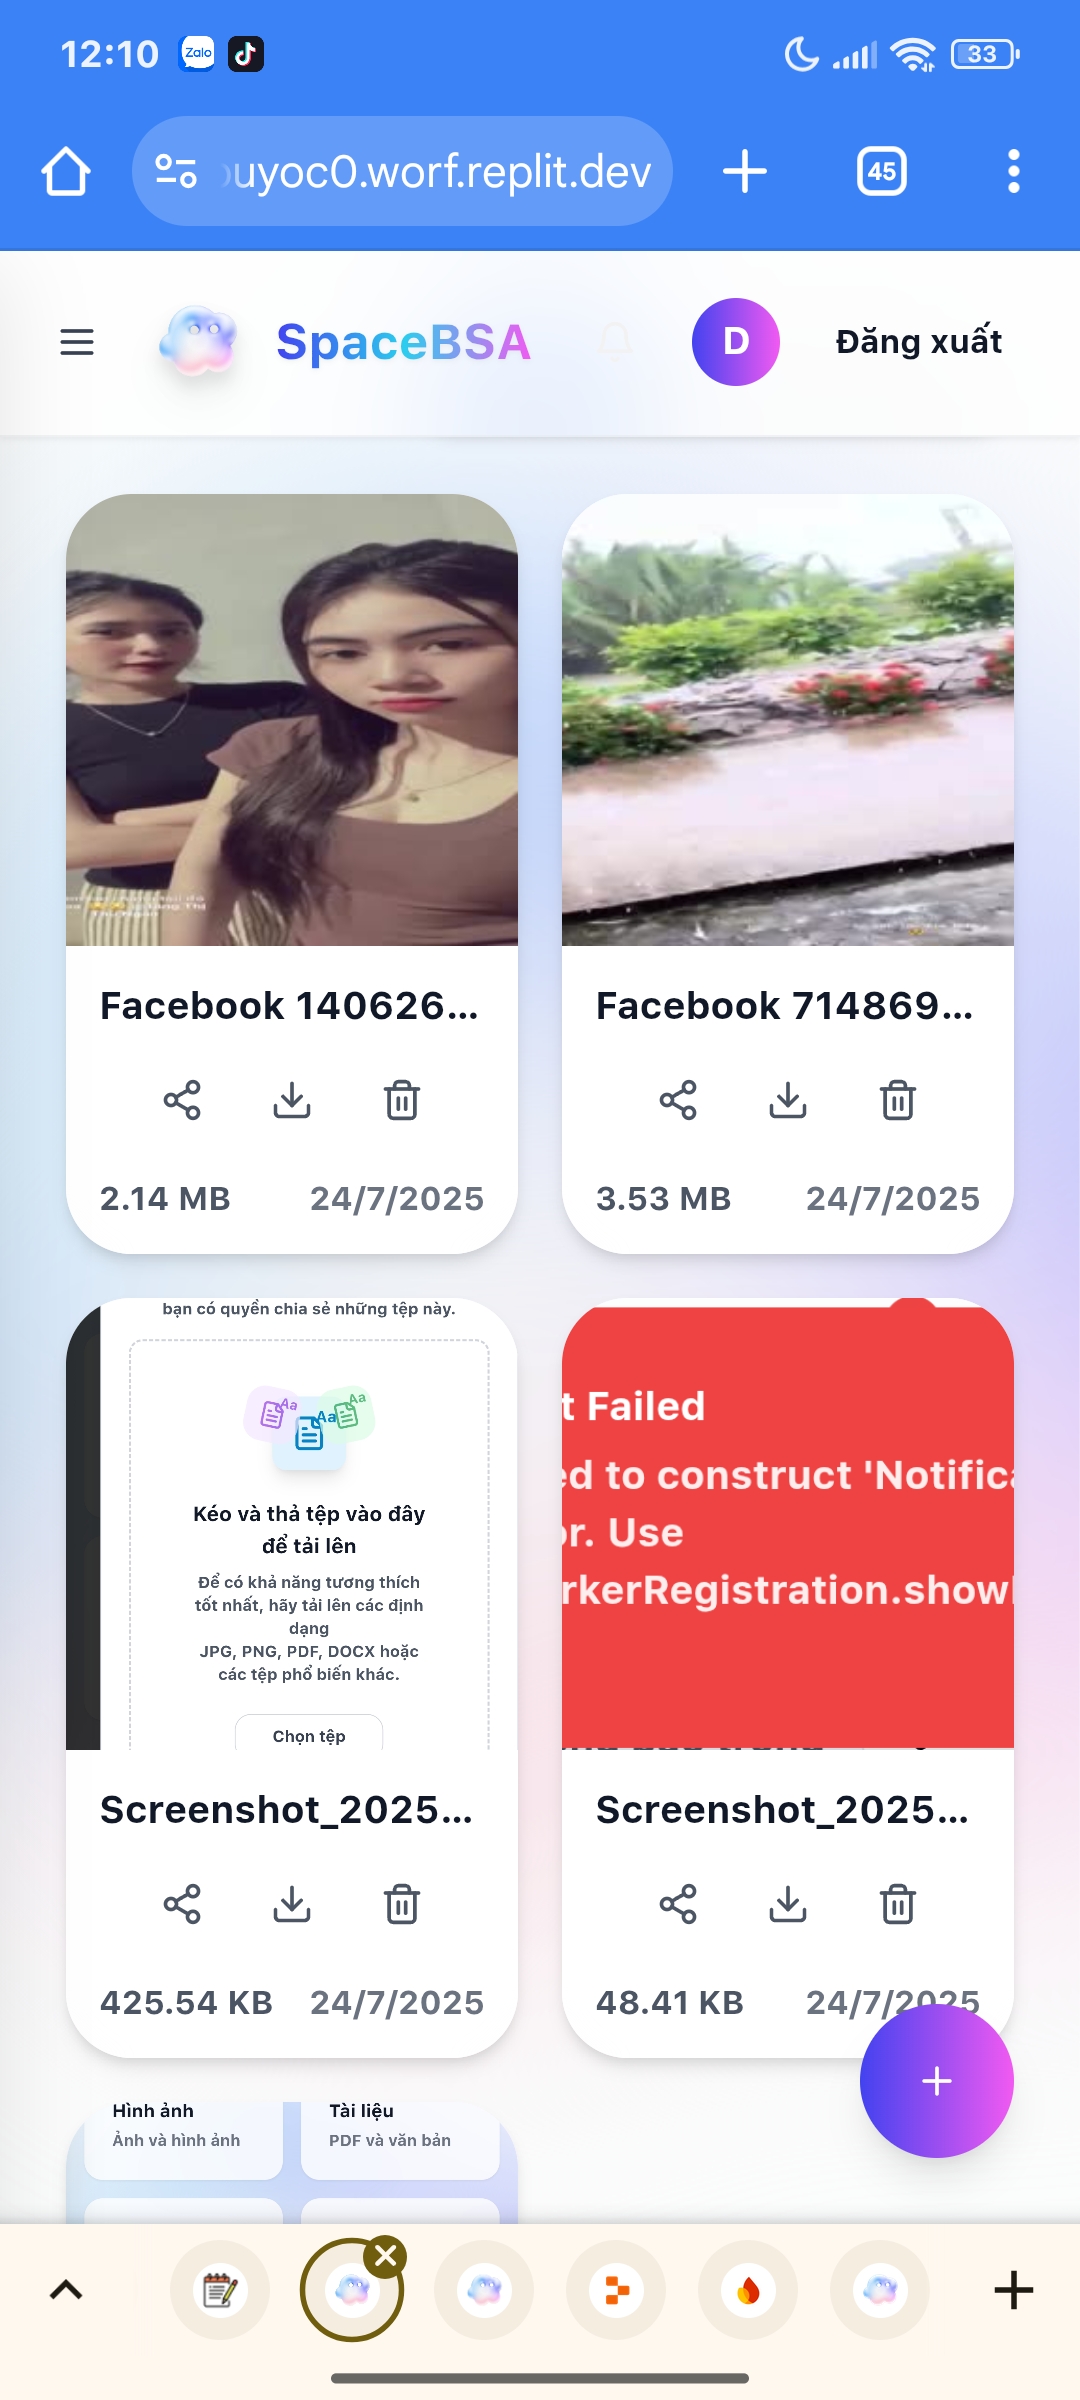 12:10
Zalo
33
uyoc0.worf.replit.dev
45
SpaceBSA
D
Đăng xuất
Facebook 140626...
Facebook 714869...
2.14 MB
24/7/2025
3.53 MB
24/7/2025
bạn có quyền chia sẻ những tệp này.
Aa
Aa
Aa
Kéo và thả tệp vào đây
để tải lên
Để có khả năng tương thích
tốt nhất, hãy tải lên các định
dạng
JPG, PNG, PDF, DOCX hoặc
các tệp phổ biến khác.
Chọn tệp
t Failed
ed to construct 'Notifica
or. Use
rkerRegistration.show
Screenshot_2025...
Screenshot_2025...
425.54 KB
24/7/2025
48.41 KB
24/7/2025
Hình ảnh
Ảnh và hình ảnh
Tài liệu
PDF và văn bản